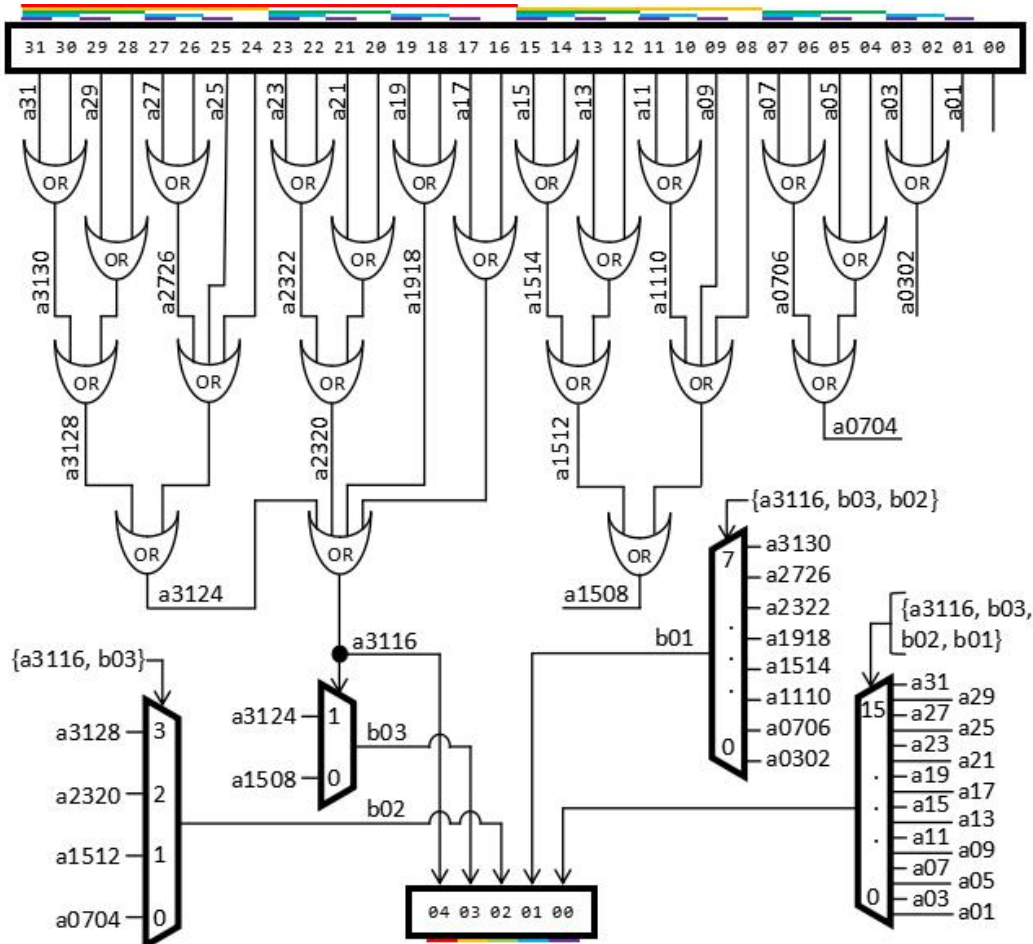 31 30 29 28 27 26 25 24 23 22 21 20 19 18 17 16 15 14 13 12 11 10 09 08 07 06 05 04 03 02 01 00
a31 a29 a27 a25 a23 a21 a19 a17 a15 a13 a11 a09 a07 a05 a03 a01
OR OR OR OR OR OR OR OR
OR OR OR OR OR
a3130 a2726 a2322 a1918 a1514 a1110 a0706 a0302
OR OR OR OR OR OR
a3128 a2320 a1512 a0704
OR OR OR
a3124 a1508
{a3116, b03, b02}
7
.
.
.
0
a3130
a2726
a2322
a1918
a1514
a1110
a0706
a0302
b01
{a3116, b03,
b02, b01}
15
.
.
.
0
a31
a29
a27
a25
a23
a21
a19
a17
a15
a13
a11
a09
a07
a05
a03
a01
a3116
{a3116, b03}
a3124 1
a1508 0
b03
a3128 3
a2320 2
a1512 1
a0704 0
b02
04 03 02 01 00